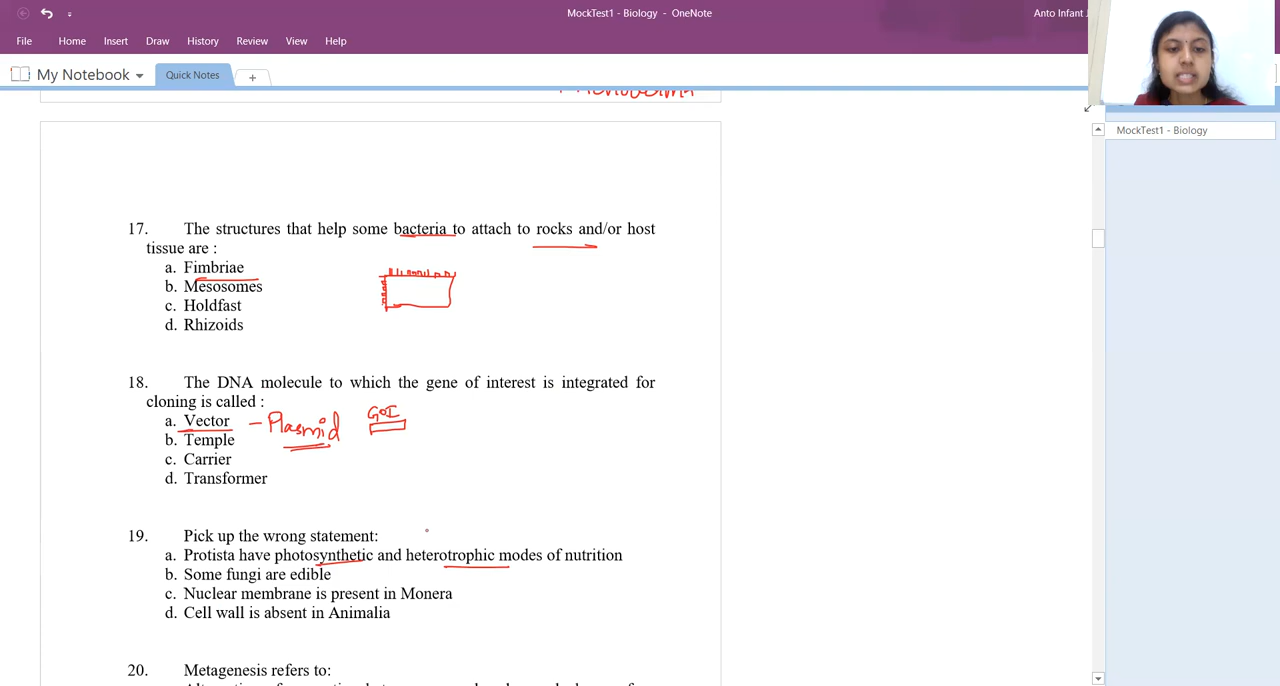 MockTest1 - Biology - OneNote
Anto Infant J
File Home Insert Draw History Review View Help
My Notebook
Quick Notes
MockTest1 - Biology
17. The structures that help some bacteria to attach to rocks and/or host
tissue are :
a. Fimbriae
b. Mesosomes
c. Holdfast
d. Rhizoids
18. The DNA molecule to which the gene of interest is integrated for
cloning is called :
a. Vector – Plasmid GOI
b. Temple
c. Carrier
d. Transformer
19. Pick up the wrong statement:
a. Protista have photosynthetic and heterotrophic modes of nutrition
b. Some fungi are edible
c. Nuclear membrane is present in Monera
d. Cell wall is absent in Animalia
20. Metagenesis refers to: